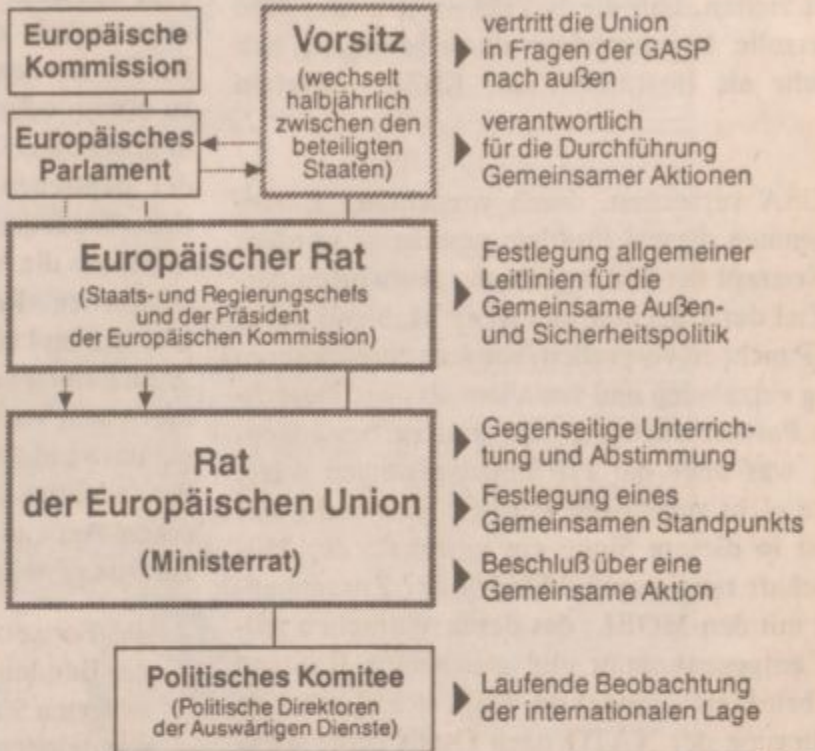 Europäische
Kommission
Europäisches
Parlament
Vorsitz
(wechselt
halbjährlich
zwischen den
beteiligten
Staaten)
vertritt die Union
in Fragen der GASP
nach außen
verantwortlich
für die Durchführung
Gemeinsamer Aktionen
Europäischer Rat
(Staats- und Regierungschefs
und der Präsident
der Europäischen Kommission)
Festlegung allgemeiner
Leitlinien für die
Gemeinsame Außen-
und Sicherheitspolitik
Rat
der Europäischen Union
(Ministerrat)
Gegenseitige Unterrich-
tung und Abstimmung
Festlegung eines
Gemeinsamen Standpunkts
Beschluß über eine
Gemeinsame Aktion
Politisches Komitee
(Politische Direktoren
der Auswärtigen Dienste)
Laufende Beobachtung
der internationalen Lage